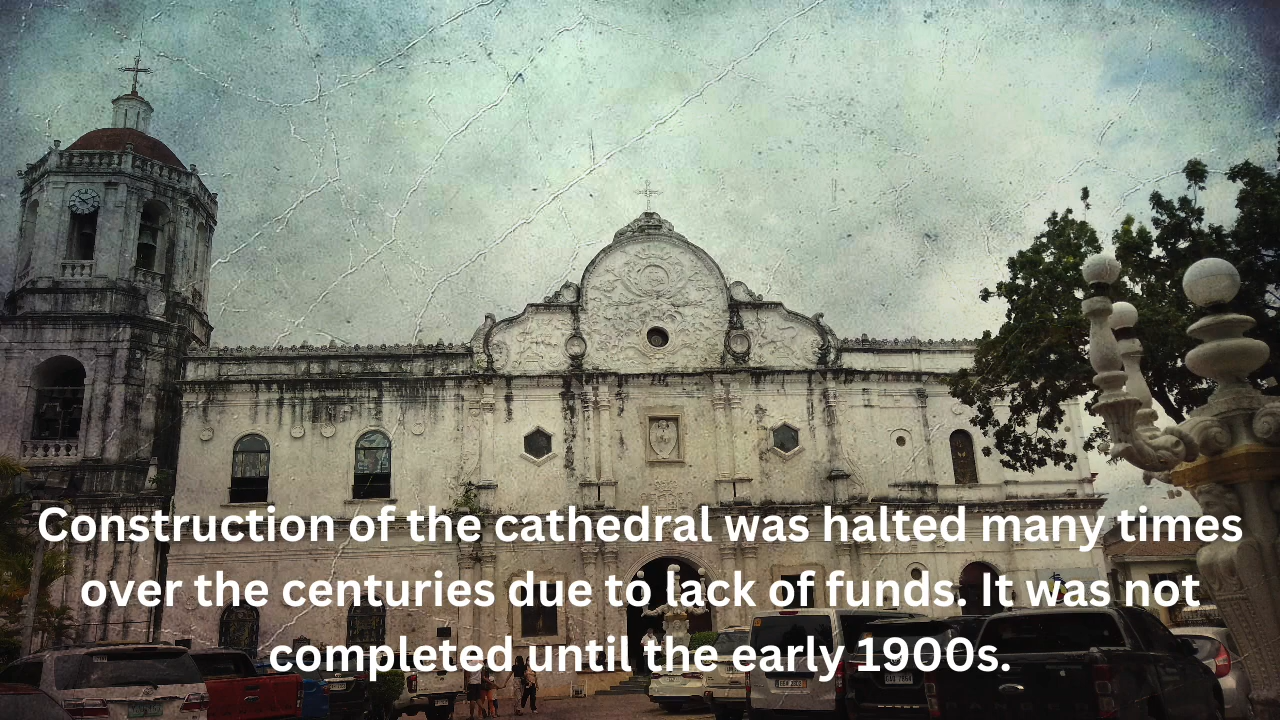 Construction of the cathedral was halted many times
over the centuries due to lack of funds. It was not
completed until the early 1900s.